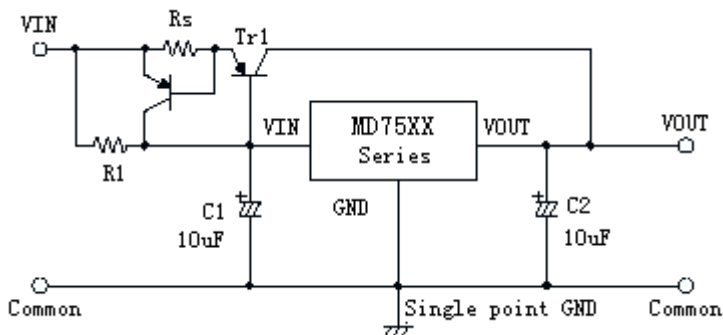 VIN
Rs
Tr1
VIN
MD75XX
Series
VOUT
VOUT
R1
C1
10uF
GND
C2
10uF
Common
Single point GND
Common